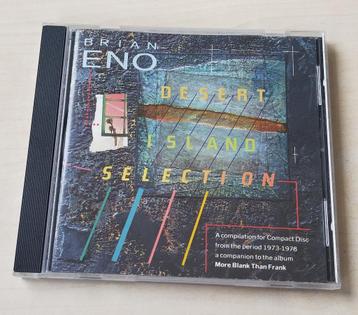 BRIAN
ENO
DESERT
ISLAND
SELECTION
A compilation for Compact Disc
from the period 1973-1978
a companion to the album
More Blank Than Frank